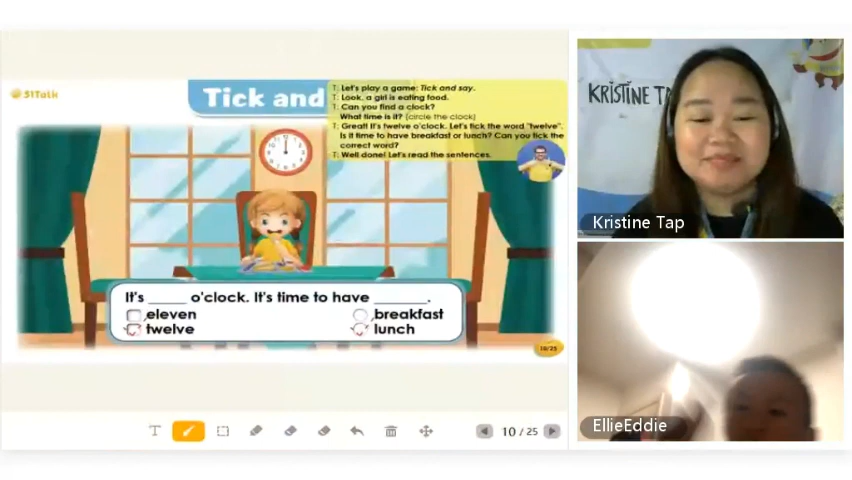 51Talk
Tick and
T: Let's play a game: Tick and say.
T: Look, a girl is eating food.
T: Can you find a clock?
What time is it? (circle the clock)
T: Great! It's twelve o'clock. Let's tick the word "twelve".
Is it time to have breakfast or lunch? Can you tick the
correct word?
T: Well done! Let's read the sentences.
It's _____ o'clock. It's time to have _______.
eleven
breakfast
twelve
lunch
10/25
T
10 / 25
KRISTINE TA
Kristine Tap
EllieEddie